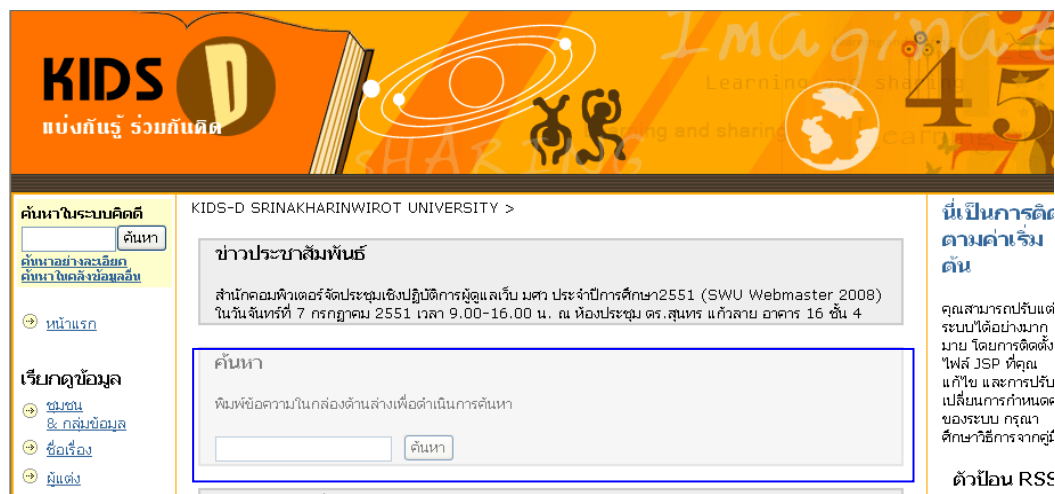 Imaginat
KIDS D
แบ่งกันรู้ ร่วมกันคิด
Learning and sharing
Learning and sharing
Learning
SHARING
45
7
ค้นหาในระบบคิดดี
ค้นหา
ค้นหาอย่างละเอียด
ค้นหาในคลังข้อมูลอื่น
หน้าแรก
เรียกดูข้อมูล
ชุมชน
& กลุ่มข้อมูล
ชื่อเรื่อง
ผู้แต่ง
KIDS-D SRINAKHARINWIROT UNIVERSITY >
ข่าวประชาสัมพันธ์
สำนักคอมพิวเตอร์จัดประชุมเชิงปฏิบัติการผู้ดูแลเว็บ มศว ประจำปีการศึกษา2551 (SWU Webmaster 2008)
ในวันจันทร์ที่ 7 กรกฎาคม 2551 เวลา 9.00-16.00 น. ณ ห้องประชุม ดร.สุนทร แก้วลาย อาคาร 16 ชั้น 4
ค้นหา
พิมพ์ข้อความในกล่องด้านล่างเพื่อดำเนินการค้นหา
ค้นหา
นี่เป็นการติด
ตามค่าเริ่ม
ต้น
คุณสามารถปรับแต่
ระบบได้อย่างมาก
มาย โดยการติดตั้ง
ไฟล์ JSP ที่คุณ
แก้ไข และการปรับ
เปลี่ยนการกำหนดค
ของระบบ กรุณา
ศึกษาวิธีการจากคู่มื
ตัวป้อน RSS